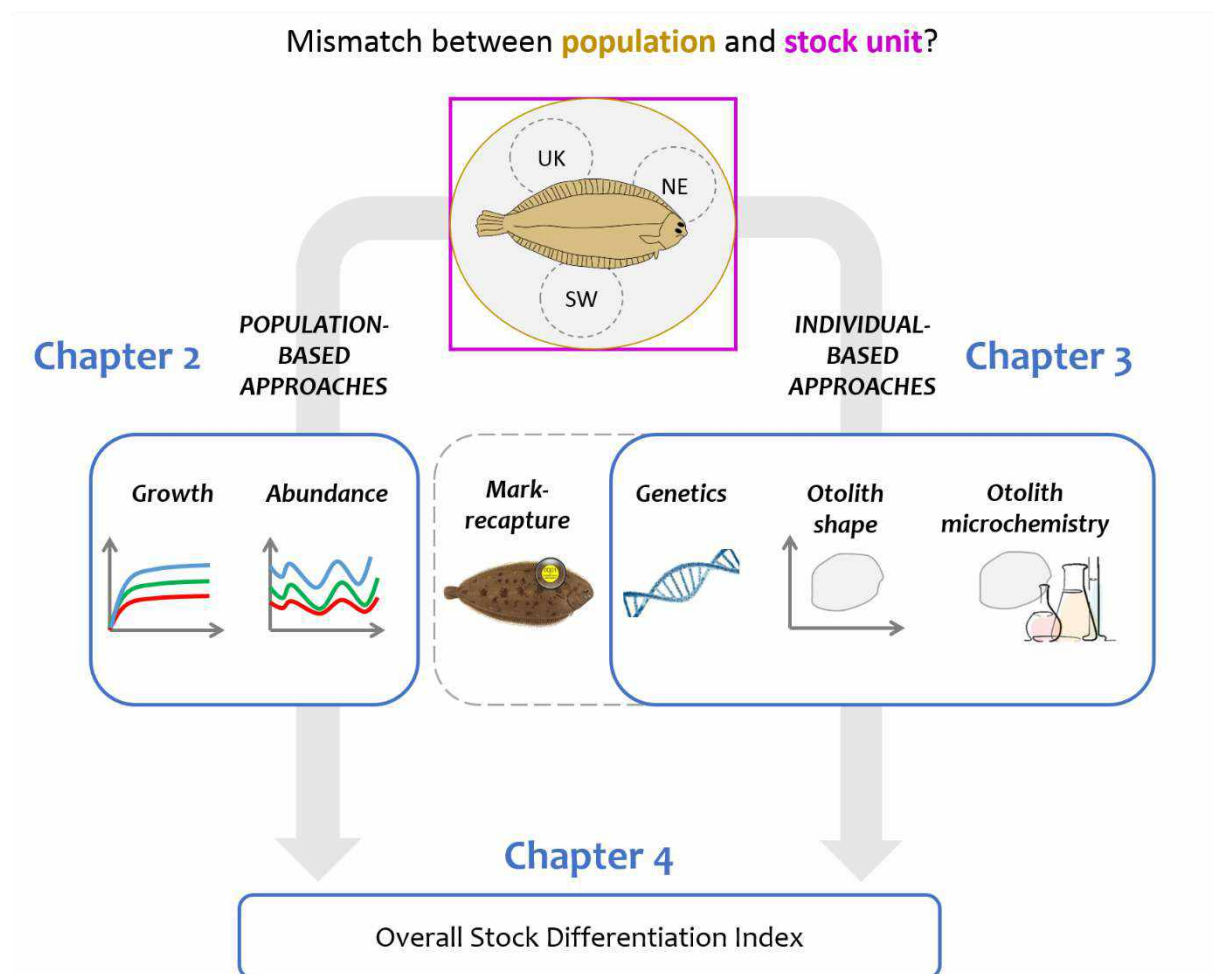 Mismatch between population and stock unit?
UK
NE
SW
POPULATION-
BASED
APPROACHES
Chapter 2
INDIVIDUAL-
BASED
APPROACHES
Chapter 3
Growth
Abundance
Mark-
recapture
Genetics
Otolith
shape
Otolith
microchemistry
Chapter 4
Overall Stock Differentiation Index